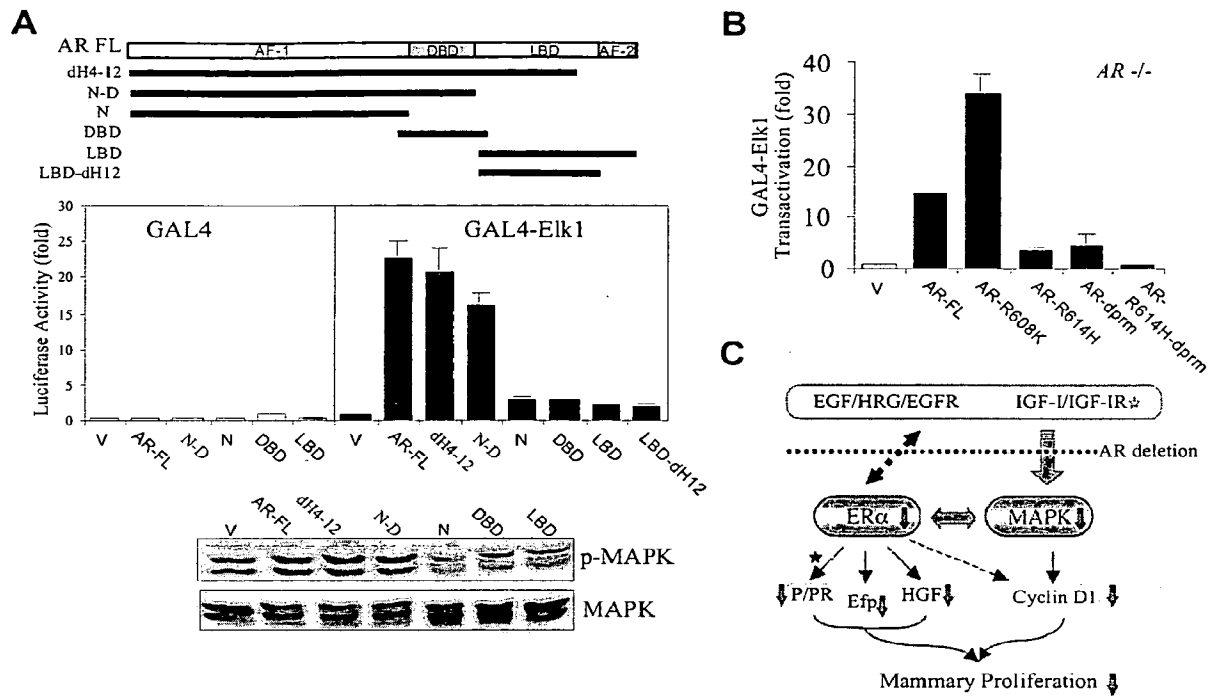 A
AR FL AF-1 DBD LBD AF-2
dH4-12
N-D
N
DBD
LBD
LBD-dH12
Luciferase Activity (fold)
30
25
20
15
10
5
0
GAL4
GAL4-Elk1
V AR-FL N-D N DBD LBD
V AR-FL dH4-12 N-D N DBD LBD LBD-dH12
V AR-FL dH4-12 N-D N DBD LBD
p-MAPK
MAPK
B
GAL4-Elk1
Transactivation (fold)
40
30
20
10
0
AR -/-
V AR-FL AR-R608K AR-R614H AR-dprm AR-R614H-dprm
C
EGF/HRG/EGFR IGF-I/IGF-IR☆
AR deletion
ERα MAPK
P/PR Efp HGF Cyclin D1
Mammary Proliferation